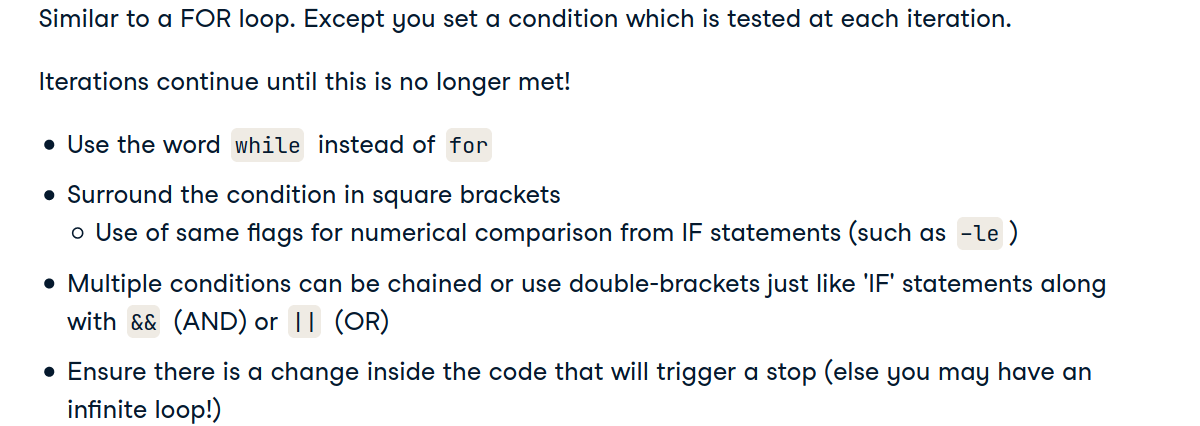 Similar to a FOR loop. Except you set a condition which is tested at each iteration.
Iterations continue until this is no longer met!
• Use the word while instead of for
• Surround the condition in square brackets
○ Use of same flags for numerical comparison from IF statements (such as -le )
• Multiple conditions can be chained or use double-brackets just like 'IF' statements along
with && (AND) or || (OR)
• Ensure there is a change inside the code that will trigger a stop (else you may have an
infinite loop!)